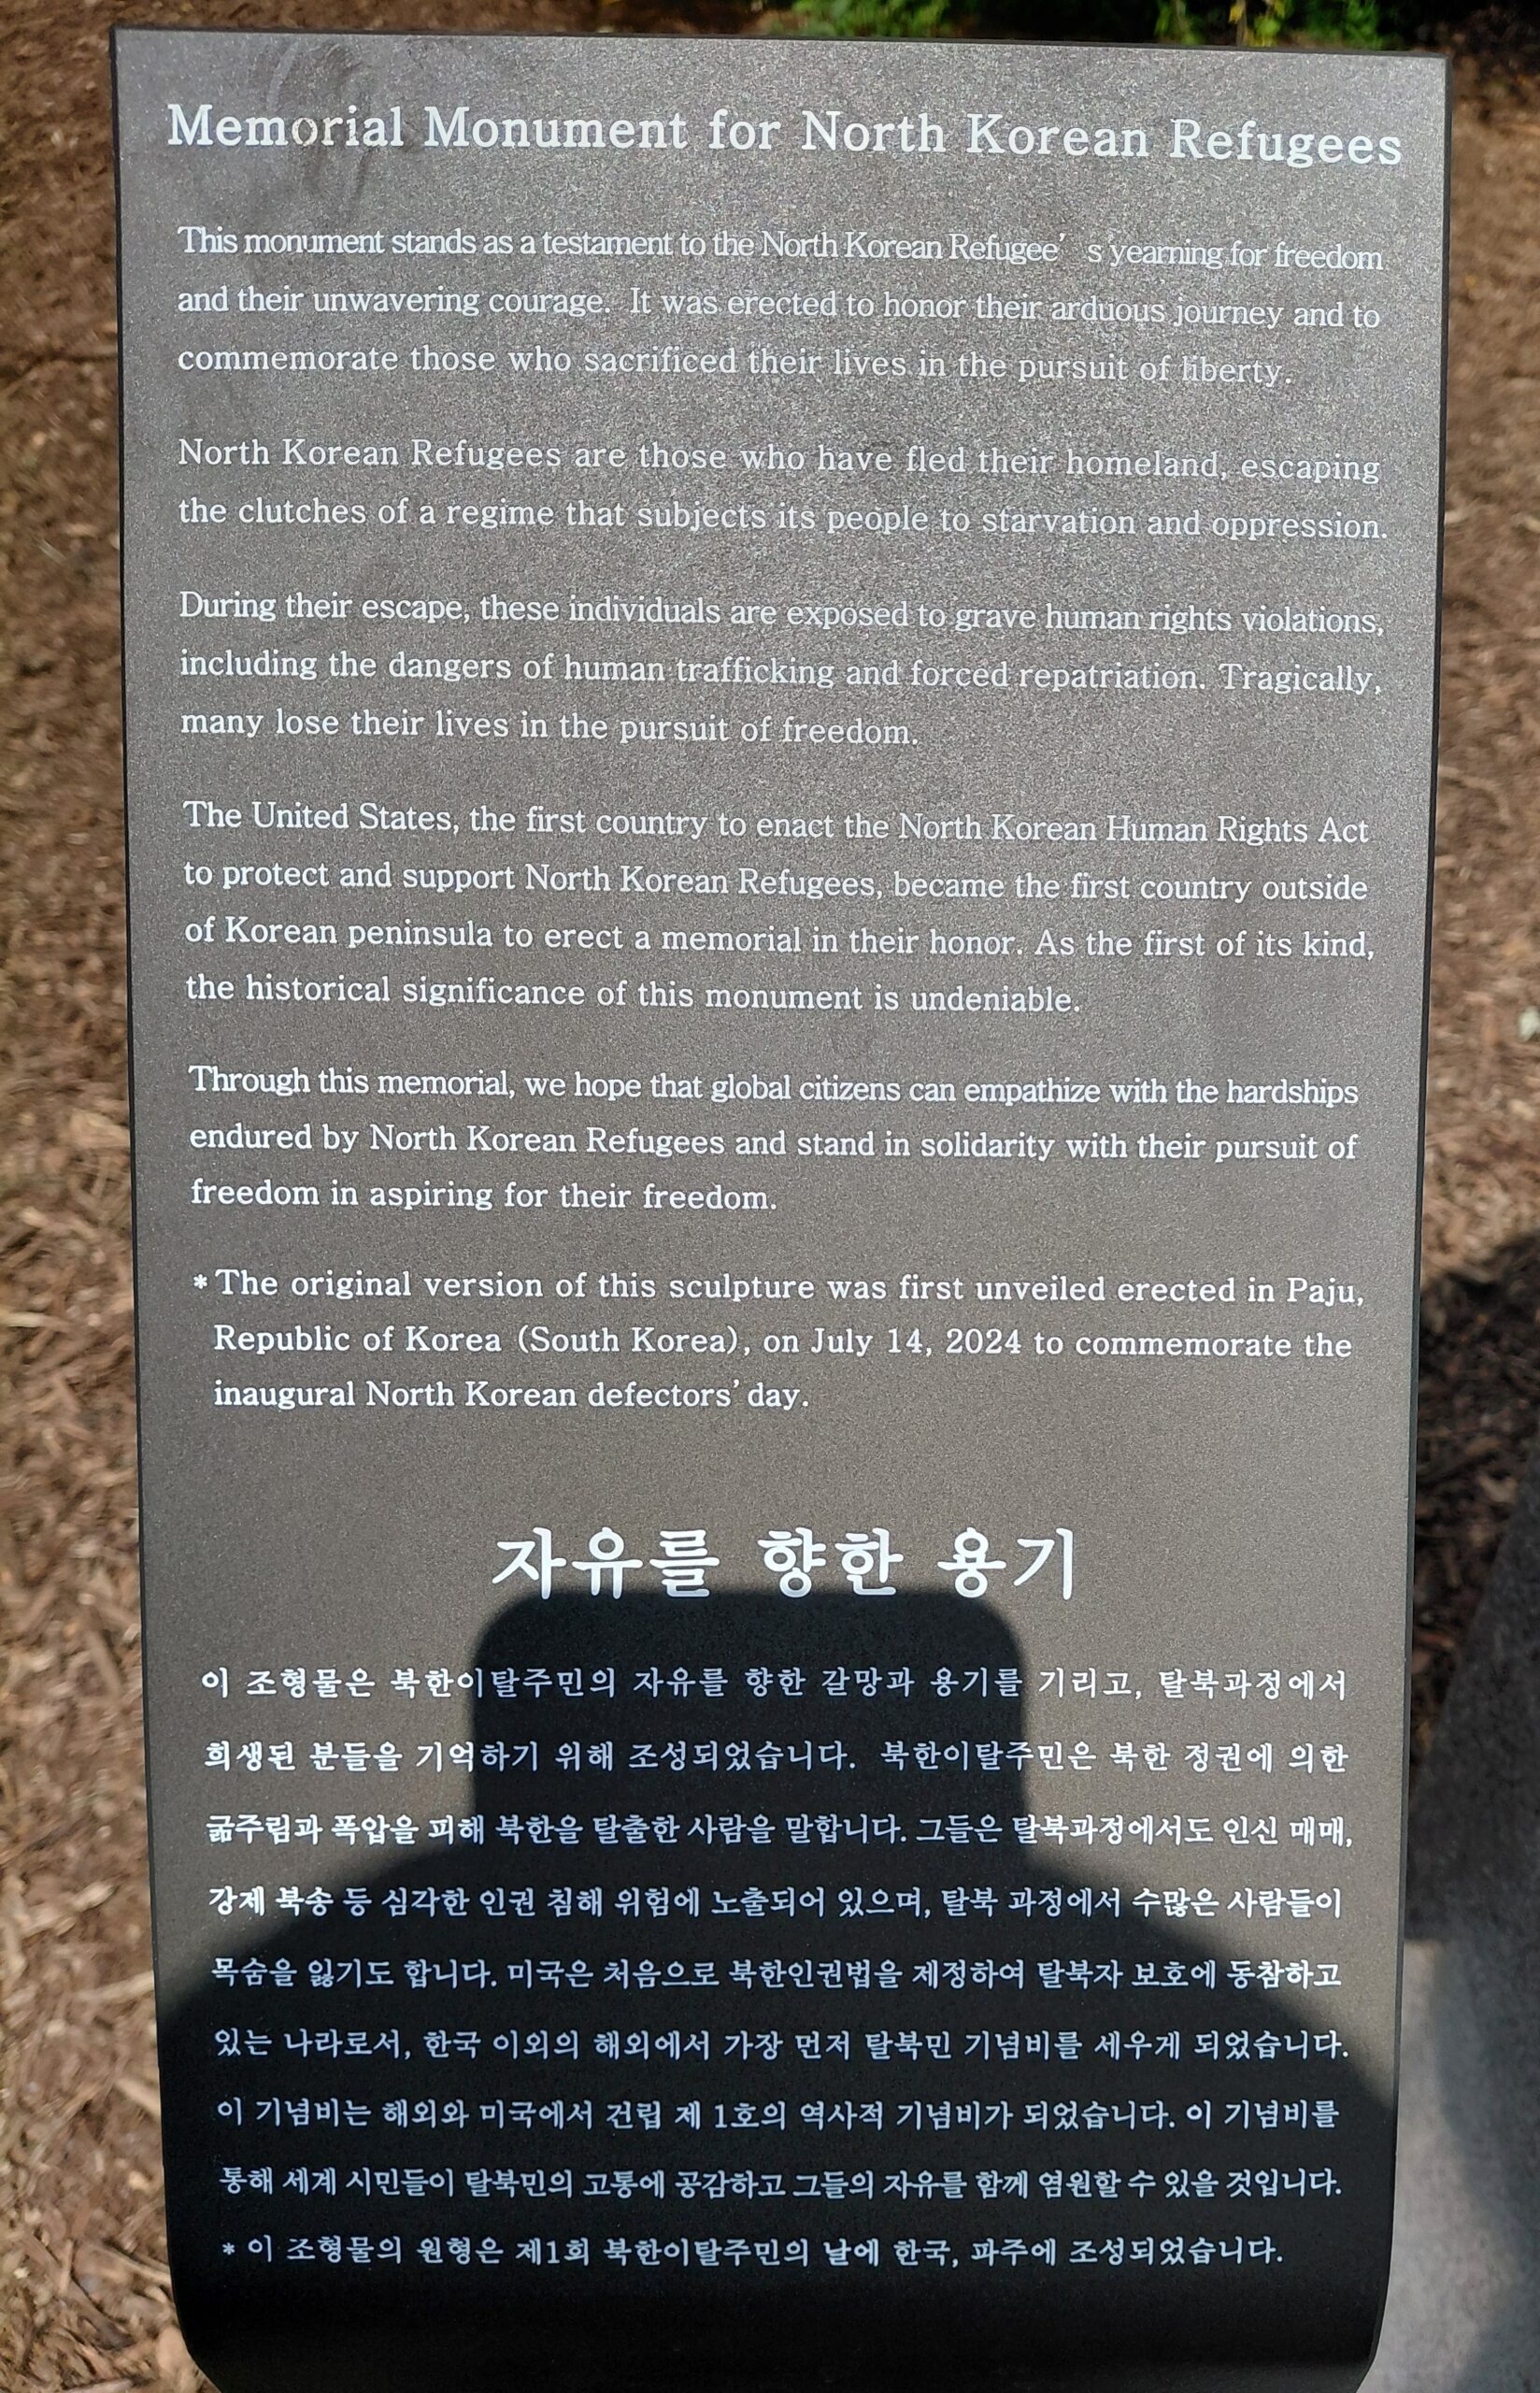 Memorial Monument for North Korean Refugees
This monument stands as a testament to the North Korean Refugee’ s yearning for freedom
and their unwavering courage. It was erected to honor their arduous journey and to
commemorate those who sacrificed their lives in the pursuit of liberty.
North Korean Refugees are those who have fled their homeland, escaping
the clutches of a regime that subjects its people to starvation and oppression.
During their escape, these individuals are exposed to grave human rights violations,
including the dangers of human trafficking and forced repatriation. Tragically,
many lose their lives in the pursuit of freedom.
The United States, the first country to enact the North Korean Human Rights Act
to protect and support North Korean Refugees, became the first country outside
of Korean peninsula to erect a memorial in their honor. As the first of its kind,
the historical significance of this monument is undeniable.
Through this memorial, we hope that global citizens can empathize with the hardships
endured by North Korean Refugees and stand in solidarity with their pursuit of
freedom in aspiring for their freedom.
* The original version of this sculpture was first unveiled erected in Paju,
Republic of Korea (South Korea), on July 14, 2024 to commemorate the
inaugural North Korean defectors’ day.
자유를 향한 용기
이 조형물은 북한이탈주민의 자유를 향한 갈망과 용기를 기리고, 탈북과정에서
희생된 분들을 기억하기 위해 조성되었습니다. 북한이탈주민은 북한 정권에 의한
굶주림과 폭압을 피해 북한을 탈출한 사람을 말합니다. 그들은 탈북과정에서도 인신 매매,
강제 북송 등 심각한 인권 침해 위험에 노출되어 있으며, 탈북 과정에서 수많은 사람들이
목숨을 잃기도 합니다. 미국은 처음으로 북한인권법을 제정하여 탈북자 보호에 동참하고
있는 나라로서, 한국 이외의 해외에서 가장 먼저 탈북민 기념비를 세우게 되었습니다.
이 기념비는 해외와 미국에서 건립 제 1호의 역사적 기념비가 되었습니다. 이 기념비를
통해 세계 시민들이 탈북민의 고통에 공감하고 그들의 자유를 함께 염원할 수 있을 것입니다.
* 이 조형물의 원형은 제1회 북한이탈주민의 날에 한국, 파주에 조성되었습니다.